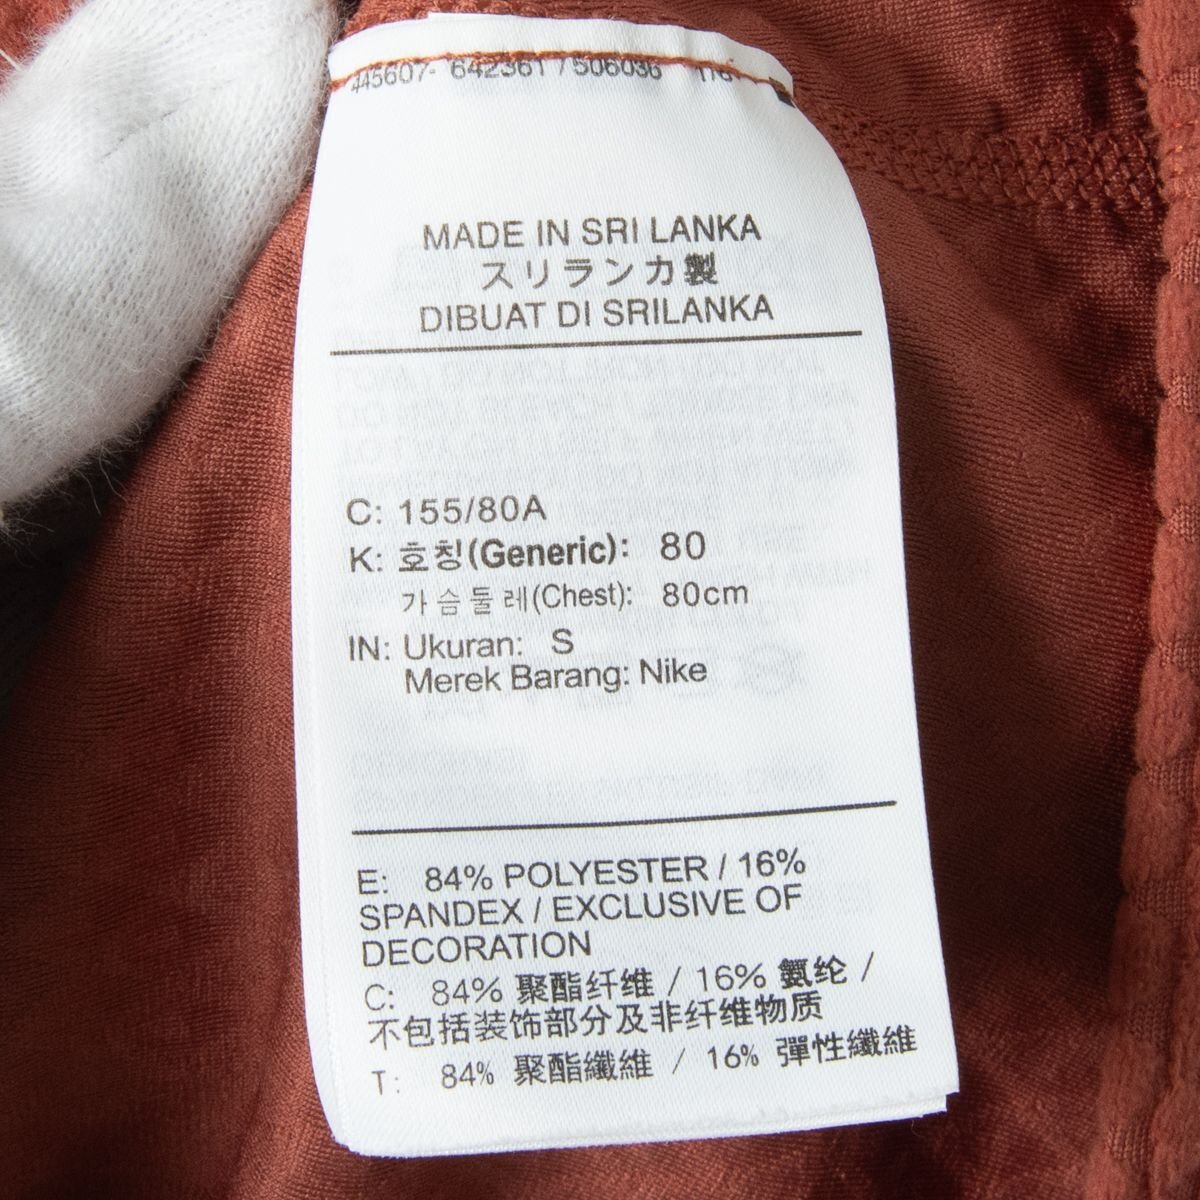 445607- 642361 / 506036
MADE IN SRI LANKA
スリランカ製
DIBUAT DI SRILANKA
C: 155/80A
K: 호칭(Generic): 80
가슴둘레(Chest): 80cm
IN: Ukuran: S
Merek Barang: Nike
E: 84% POLYESTER / 16%
SPANDEX / EXCLUSIVE OF
DECORATION
C: 84% 聚酯纤维 / 16% 氨纶 /
不包括装饰部分及非纤维物质
T: 84% 聚酯纖維 / 16% 彈性纖維